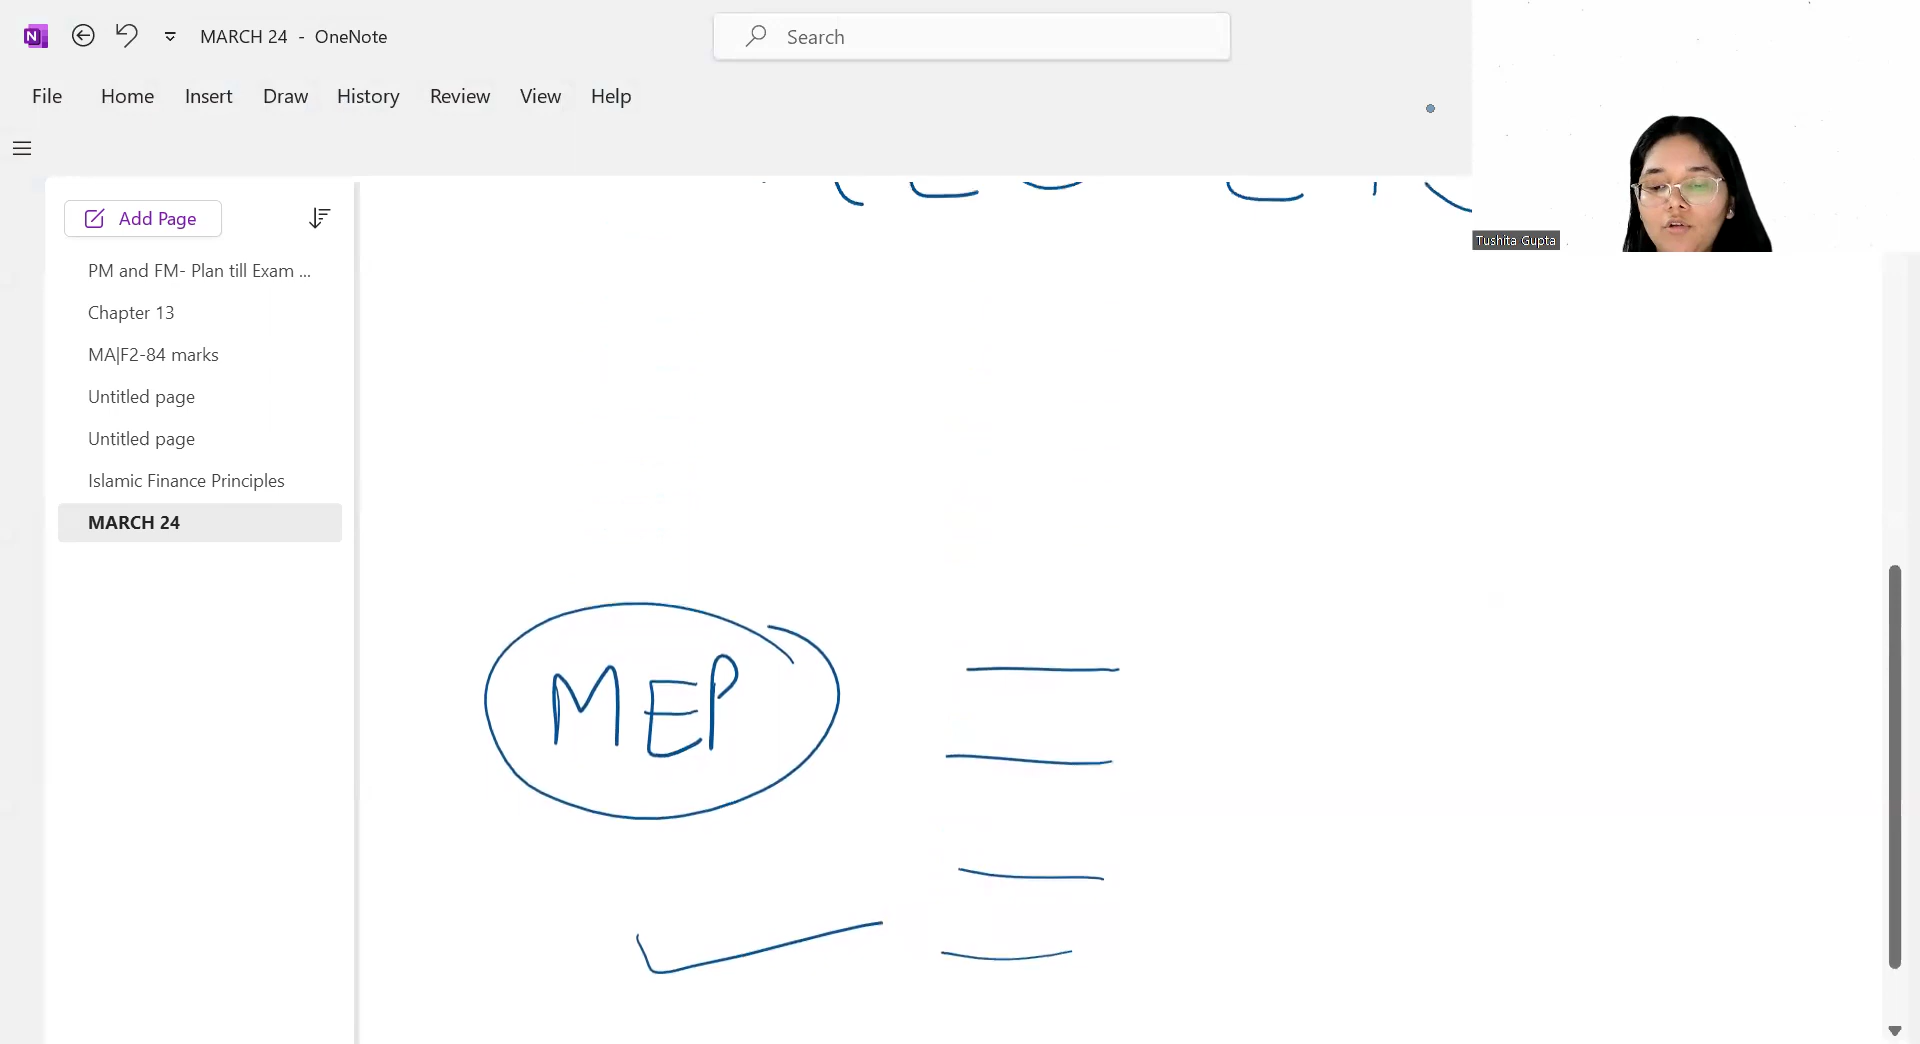 MARCH 24 - OneNote
Search
File Home Insert Draw History Review View Help
Tushita Gupta
Add Page
PM and FM- Plan till Exam ...
Chapter 13
MA|F2-84 marks
Untitled page
Untitled page
Islamic Finance Principles
MARCH 24
MEP